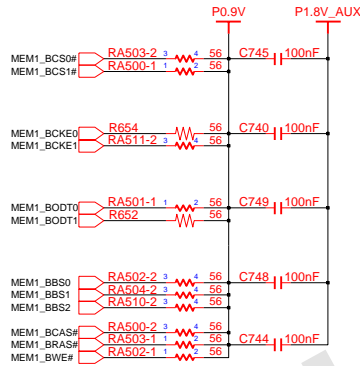 P0.9V P1.8V_AUX
MEM1_BCS0# RA503-2 3 4 56 C745 100nF
MEM1_BCS1# RA500-1 1 2 56
MEM1_BCKE0 R654 56 C740 100nF
MEM1_BCKE1 RA511-2 3 4 56
MEM1_BODT0 RA501-1 1 2 56 C749 100nF
MEM1_BODT1 R652 56
MEM1_BBS0 RA502-2 3 4 56 C748 100nF
MEM1_BBS1 RA504-2 3 4 56
MEM1_BBS2 RA510-2 3 4 56
MEM1_BCAS# RA500-2 3 4 56
MEM1_BRAS# RA503-1 1 2 56 C744 100nF
MEM1_BWE# RA502-1 1 2 56